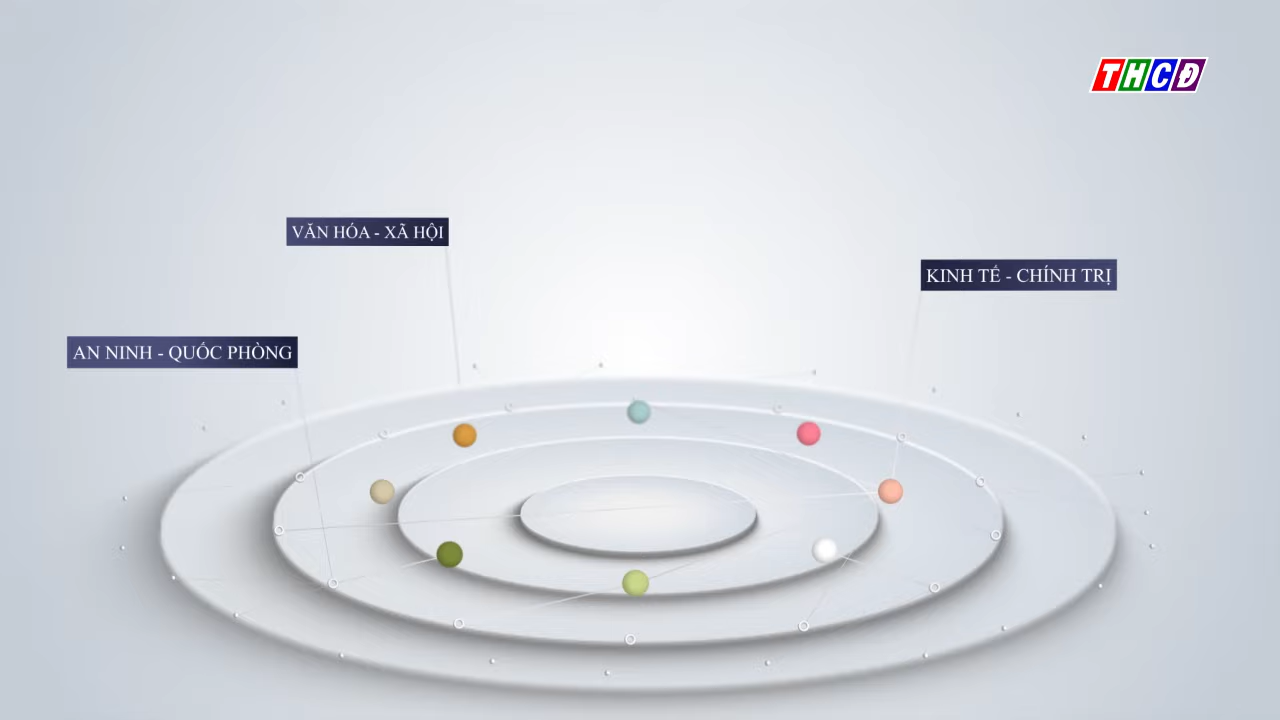 THCĐ
VĂN HÓA - XÃ HỘI
KINH TẾ - CHÍNH TRỊ
AN NINH - QUỐC PHÒNG